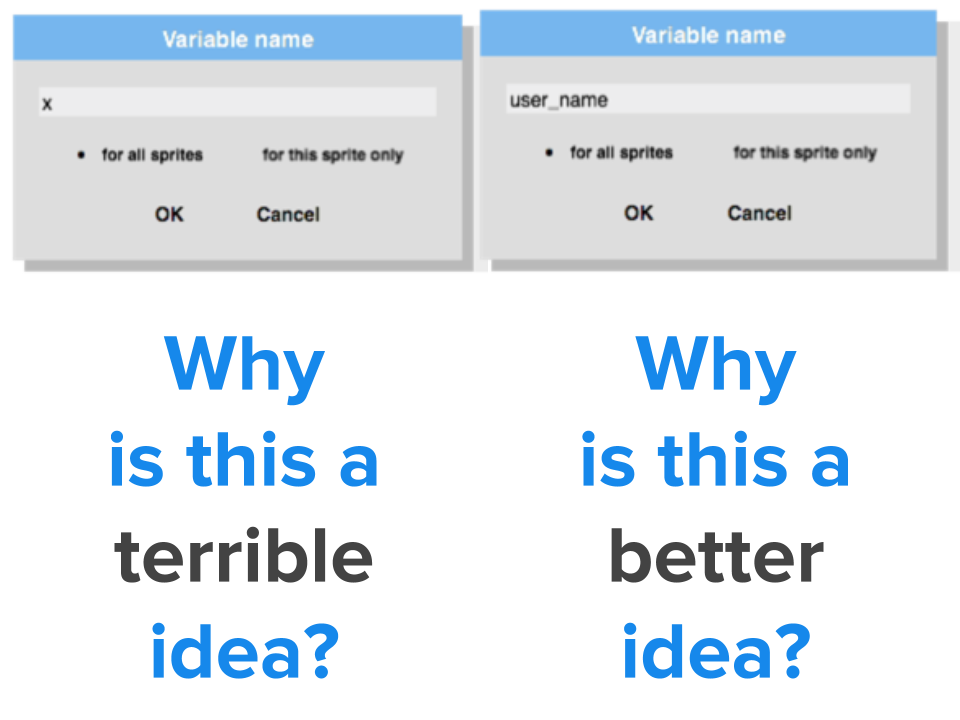 Variable name
x
• for all sprites for this sprite only
OK Cancel
Variable name
user_name
• for all sprites for this sprite only
OK Cancel
Why
is this a
terrible
idea?
Why
is this a
better
idea?